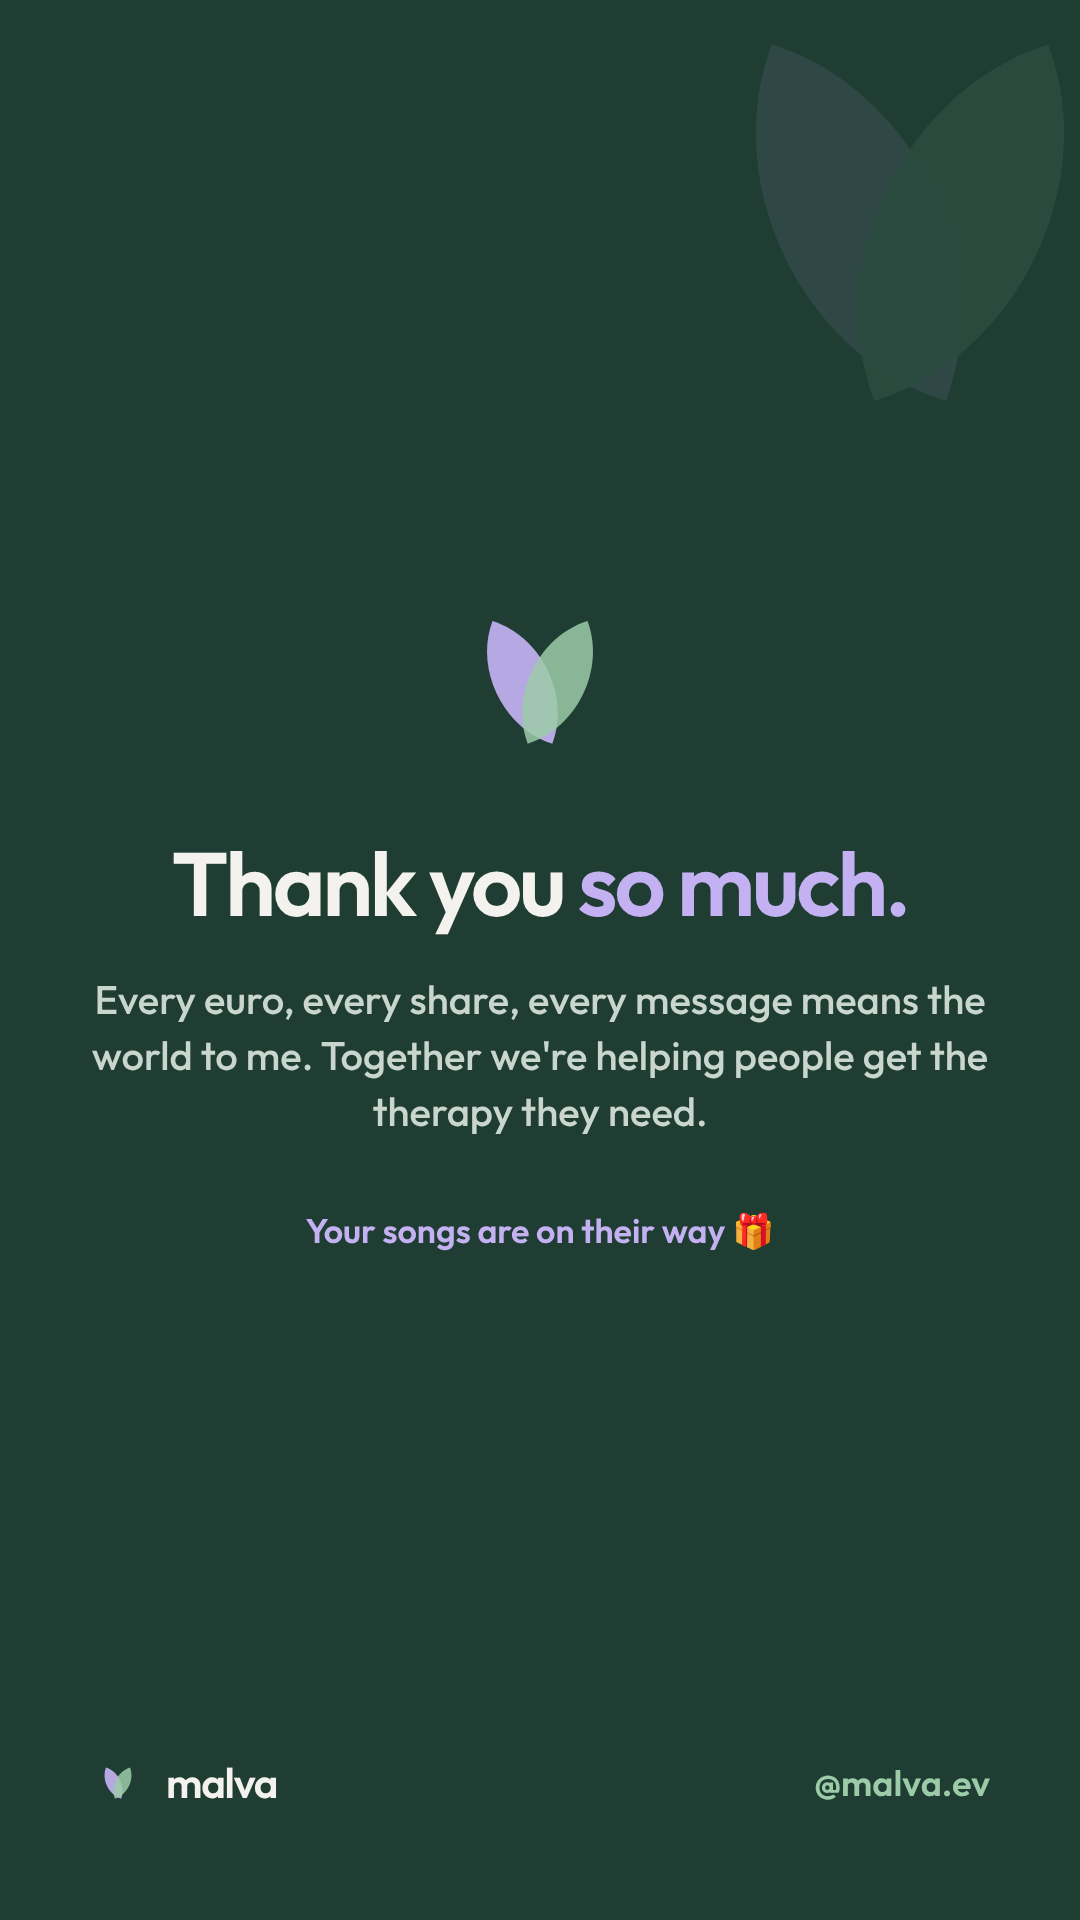 Thank you so much.
Every euro, every share, every message means the
world to me. Together we're helping people get the
therapy they need.
Your songs are on their way 🎁
malva
@malva.ev